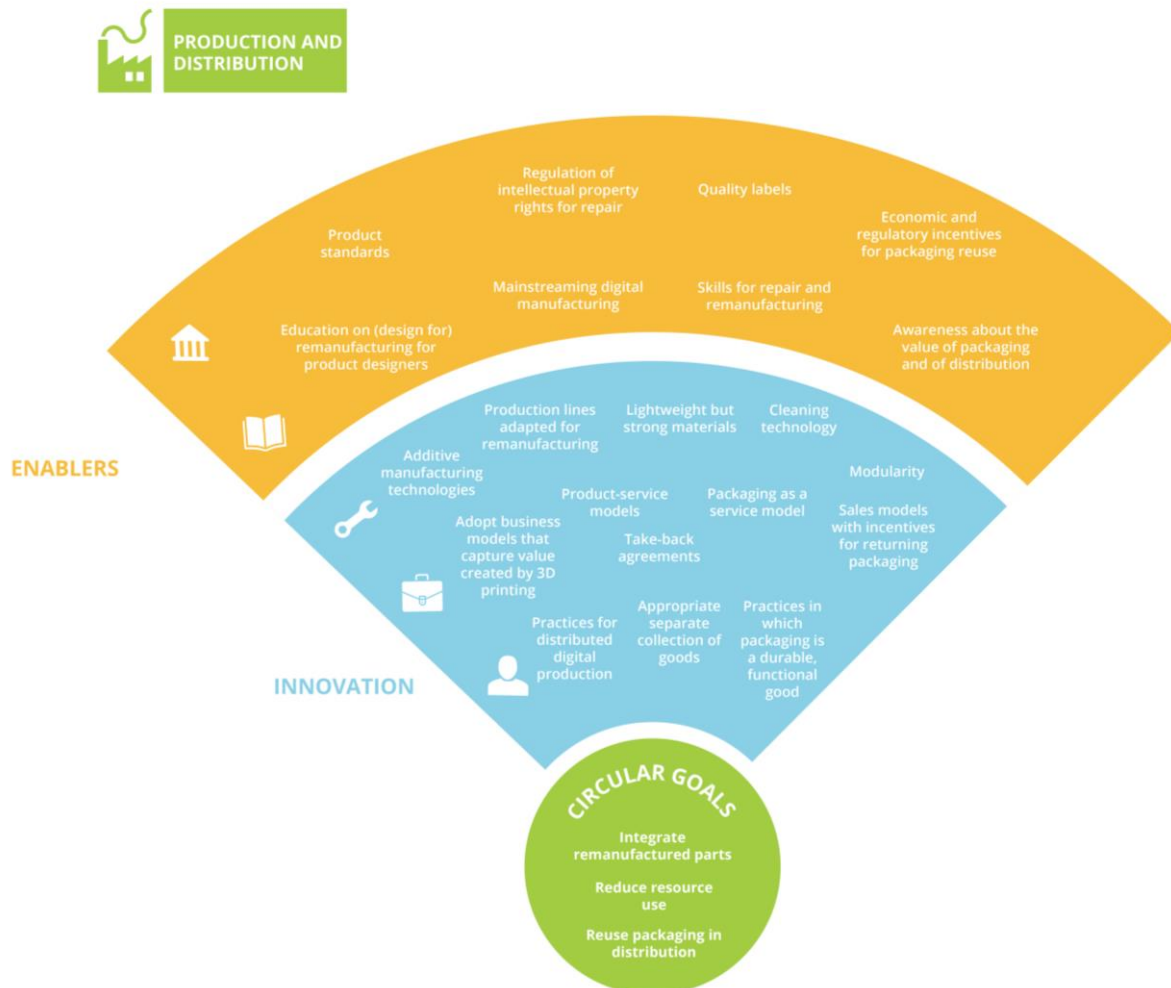 PRODUCTION AND
DISTRIBUTION
Regulation of
intellectual property
rights for repair
Quality labels
Economic and
regulatory incentives
for packaging reuse
Product
standards
Mainstreaming digital
manufacturing
Skills for repair and
remanufacturing
Education on (design for)
remanufacturing for
product designers
Awareness about the
value of packaging
and of distribution
ENABLERS
Production lines
adapted for
remanufacturing
Lightweight but
strong materials
Cleaning
technology
Additive
manufacturing
technologies
Modularity
Product-service
models
Packaging as a
service model
Sales models
with incentives
for returning
packaging
Adopt business
models that
capture value
created by 3D
printing
Take-back
agreements
Practices for
distributed
digital
production
Appropriate
separate
collection of
goods
Practices in
which
packaging is
a durable,
functional
good
INNOVATION
CIRCULAR GOALS
Integrate
remanufactured parts
Reduce resource
use
Reuse packaging in
distribution